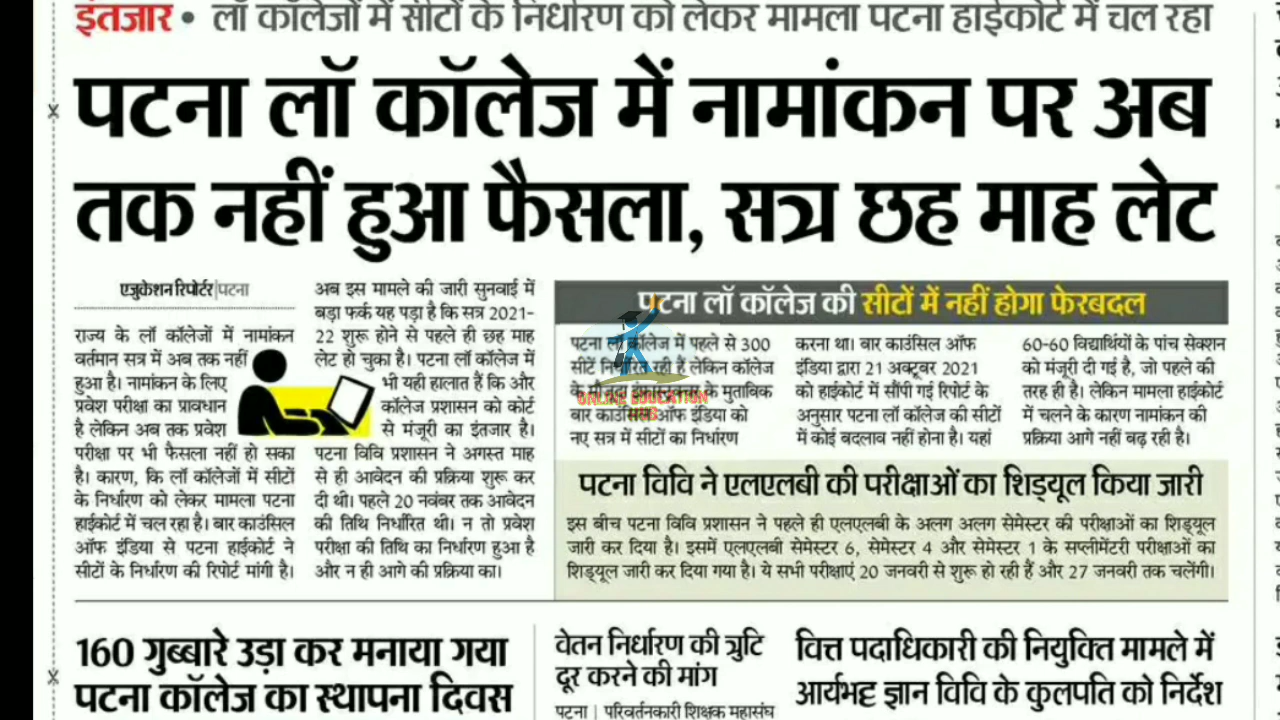 इंतजार • लॉ कॉलेजों में सीटों के निर्धारण को लेकर मामला पटना हाईकोर्ट में चल रहा
पटना लॉ कॉलेज में नामांकन पर अब
तक नहीं हुआ फैसला, सत्र छह माह लेट
एजुकेशन रिपोर्टर|पटना
राज्य के लॉ कॉलेजों में नामांकन
वर्तमान सत्र में अब तक नहीं
हुआ है। नामांकन के लिए
प्रवेश परीक्षा का प्रावधान
है लेकिन अब तक प्रवेश
परीक्षा पर भी फैसला नहीं हो सका
है। कारण, कि लॉ कॉलेजों में सीटों
के निर्धारण को लेकर मामला पटना
हाईकोर्ट में चल रहा है। बार काउंसिल
ऑफ इंडिया से पटना हाईकोर्ट ने
सीटों के निर्धारण की रिपोर्ट मांगी है।
अब इस मामले की जारी सुनवाई में
बड़ा फर्क यह पड़ा है कि सत्र 2021-
22 शुरू होने से पहले ही छह माह
लेट हो चुका है। पटना लॉ कॉलेज में
भी यही हालात हैं कि और
कॉलेज प्रशासन को कोर्ट
से मंजूरी का इंतजार है।
पटना विवि प्रशासन ने अगस्त माह
से ही आवेदन की प्रक्रिया शुरू कर
दी थी। पहले 20 नवंबर तक आवेदन
की तिथि निर्धारित थी। न तो प्रवेश
परीक्षा की तिथि का निर्धारण हुआ है
और न ही आगे की प्रक्रिया का।
पटना लॉ कॉलेज की सीटों में नहीं होगा फेरबदल
पटना लॉ कॉलेज में पहले से 300
सीटें निर्धारित रही हैं लेकिन कॉलेज
के मौजूदा इंफ्रास्ट्रक्चर के मुताबिक
बार काउंसिल ऑफ इंडिया को
नए सत्र में सीटों का निर्धारण
करना था। बार काउंसिल ऑफ
इंडिया द्वारा 21 अक्टूबर 2021
को हाईकोर्ट में सौंपी गई रिपोर्ट के
अनुसार पटना लॉ कॉलेज की सीटों
में कोई बदलाव नहीं होना है। यहां
60-60 विद्यार्थियों के पांच सेक्शन
को मंजूरी दी गई है, जो पहले की
तरह ही है। लेकिन मामला हाईकोर्ट
में चलने के कारण नामांकन की
प्रक्रिया आगे नहीं बढ़ रही है।
ONLINE EDUCATION
HUB
पटना विवि ने एलएलबी की परीक्षाओं का शिड्यूल किया जारी
इस बीच पटना विवि प्रशासन ने पहले ही एलएलबी के अलग अलग सेमेस्टर की परीक्षाओं का शिड्यूल
जारी कर दिया है। इसमें एलएलबी सेमेस्टर 6, सेमेस्टर 4 और सेमेस्टर 1 के सप्लीमेंटरी परीक्षाओं का
शिड्यूल जारी कर दिया गया है। ये सभी परीक्षाएं 20 जनवरी से शुरू हो रही हैं और 27 जनवरी तक चलेंगी।
160 गुब्बारे उड़ा कर मनाया गया
पटना कॉलेज का स्थापना दिवस
वेतन निर्धारण की त्रुटि
दूर करने की मांग
पटना | परिवर्तनकारी शिक्षक महासंघ
वित्त पदाधिकारी की नियुक्ति मामले में
आर्यभट्ट ज्ञान विवि के कुलपति को निर्देश